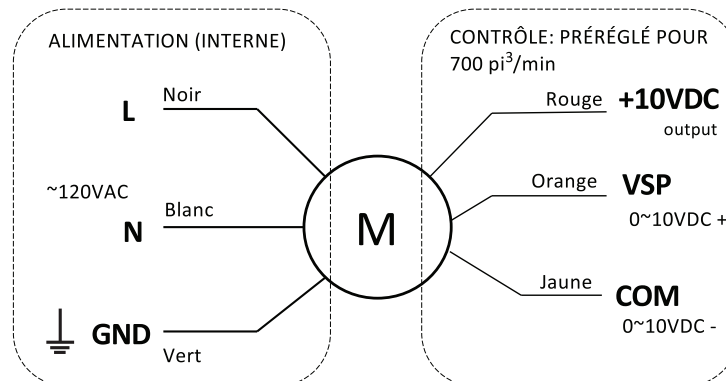 ALIMENTATION (INTERNE)
L
Noir
~120VAC
N
Blanc
GND
Vert
M
CONTRÔLE: PRÉRÉGLÉ POUR
700 pi³/min
Rouge
+10VDC
output
Orange
VSP
0~10VDC +
Jaune
COM
0~10VDC -